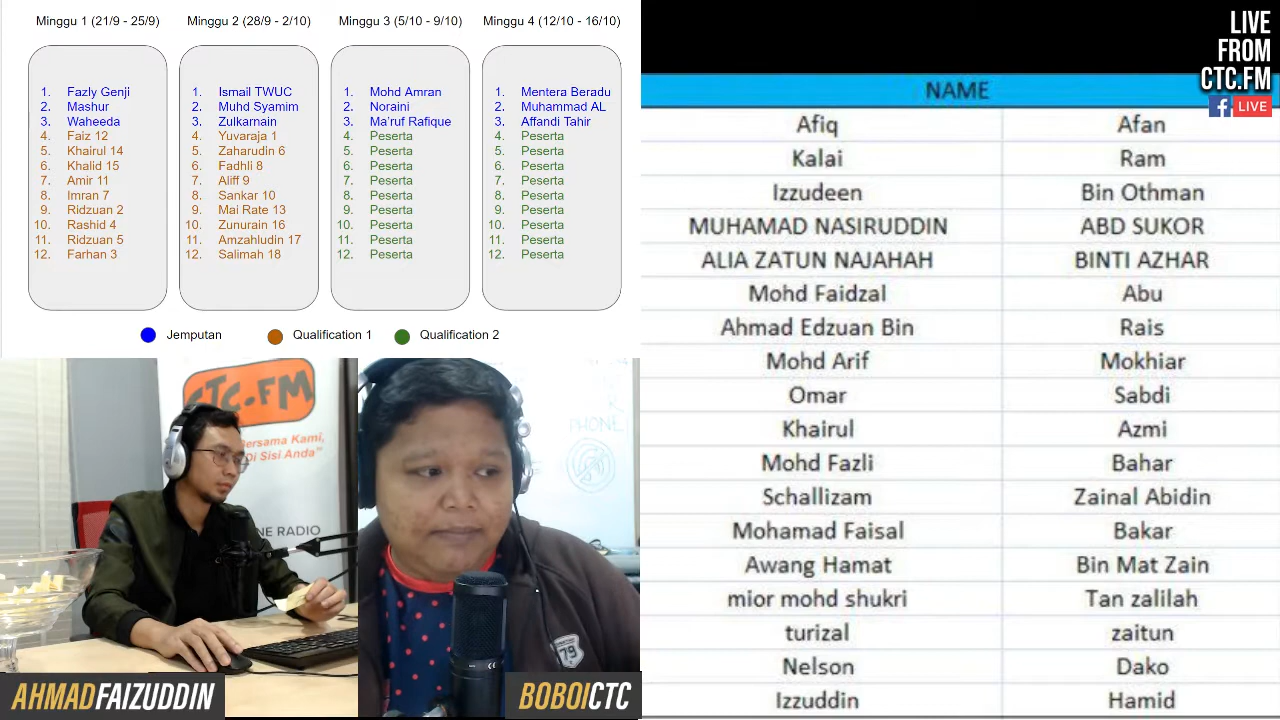 Minggu 1 (21/9 - 25/9)
1. Fazly Genji
2. Mashur
3. Waheeda
4. Faiz 12
5. Khairul 14
6. Khalid 15
7. Amir 11
8. Imran 7
9. Ridzuan 2
10. Rashid 4
11. Ridzuan 5
12. Farhan 3
Minggu 2 (28/9 - 2/10)
1. Ismail TWUC
2. Muhd Syamim
3. Zulkarnain
4. Yuvaraja 1
5. Zaharudin 6
6. Fadhli 8
7. Aliff 9
8. Sankar 10
9. Mai Rate 13
10. Zunurain 16
11. Amzahludin 17
12. Salimah 18
Minggu 3 (5/10 - 9/10)
1. Mohd Amran
2. Noraini
3. Ma'ruf Rafique
4. Peserta
5. Peserta
6. Peserta
7. Peserta
8. Peserta
9. Peserta
10. Peserta
11. Peserta
12. Peserta
Minggu 4 (12/10 - 16/10)
1. Mentera Beradu
2. Muhammad AL
3. Affandi Tahir
4. Peserta
5. Peserta
6. Peserta
7. Peserta
8. Peserta
9. Peserta
10. Peserta
11. Peserta
12. Peserta
Jemputan Qualification 1 Qualification 2
LIVE
FROM
CTC.FM
LIVE
NAME
Afiq Afan
Kalai Ram
Izzudeen Bin Othman
MUHAMAD NASIRUDDIN ABD SUKOR
ALIA ZATUN NAJAHAH BINTI AZHAR
Mohd Faidzal Abu
Ahmad Edzuan Bin Rais
Mohd Arif Mokhiar
Omar Sabdi
Khairul Azmi
Mohd Fazli Bahar
Schallizam Zainal Abidin
Mohamad Faisal Bakar
Awang Hamat Bin Mat Zain
mior mohd shukri Tan zalilah
turizal zaitun
Nelson Dako
Izzuddin Hamid
CTC.FM
Bersama Kami,
Di Sisi Anda"
NE RADIO
PHONE
79
AHMADFAIZUDDIN
BOBOICTC